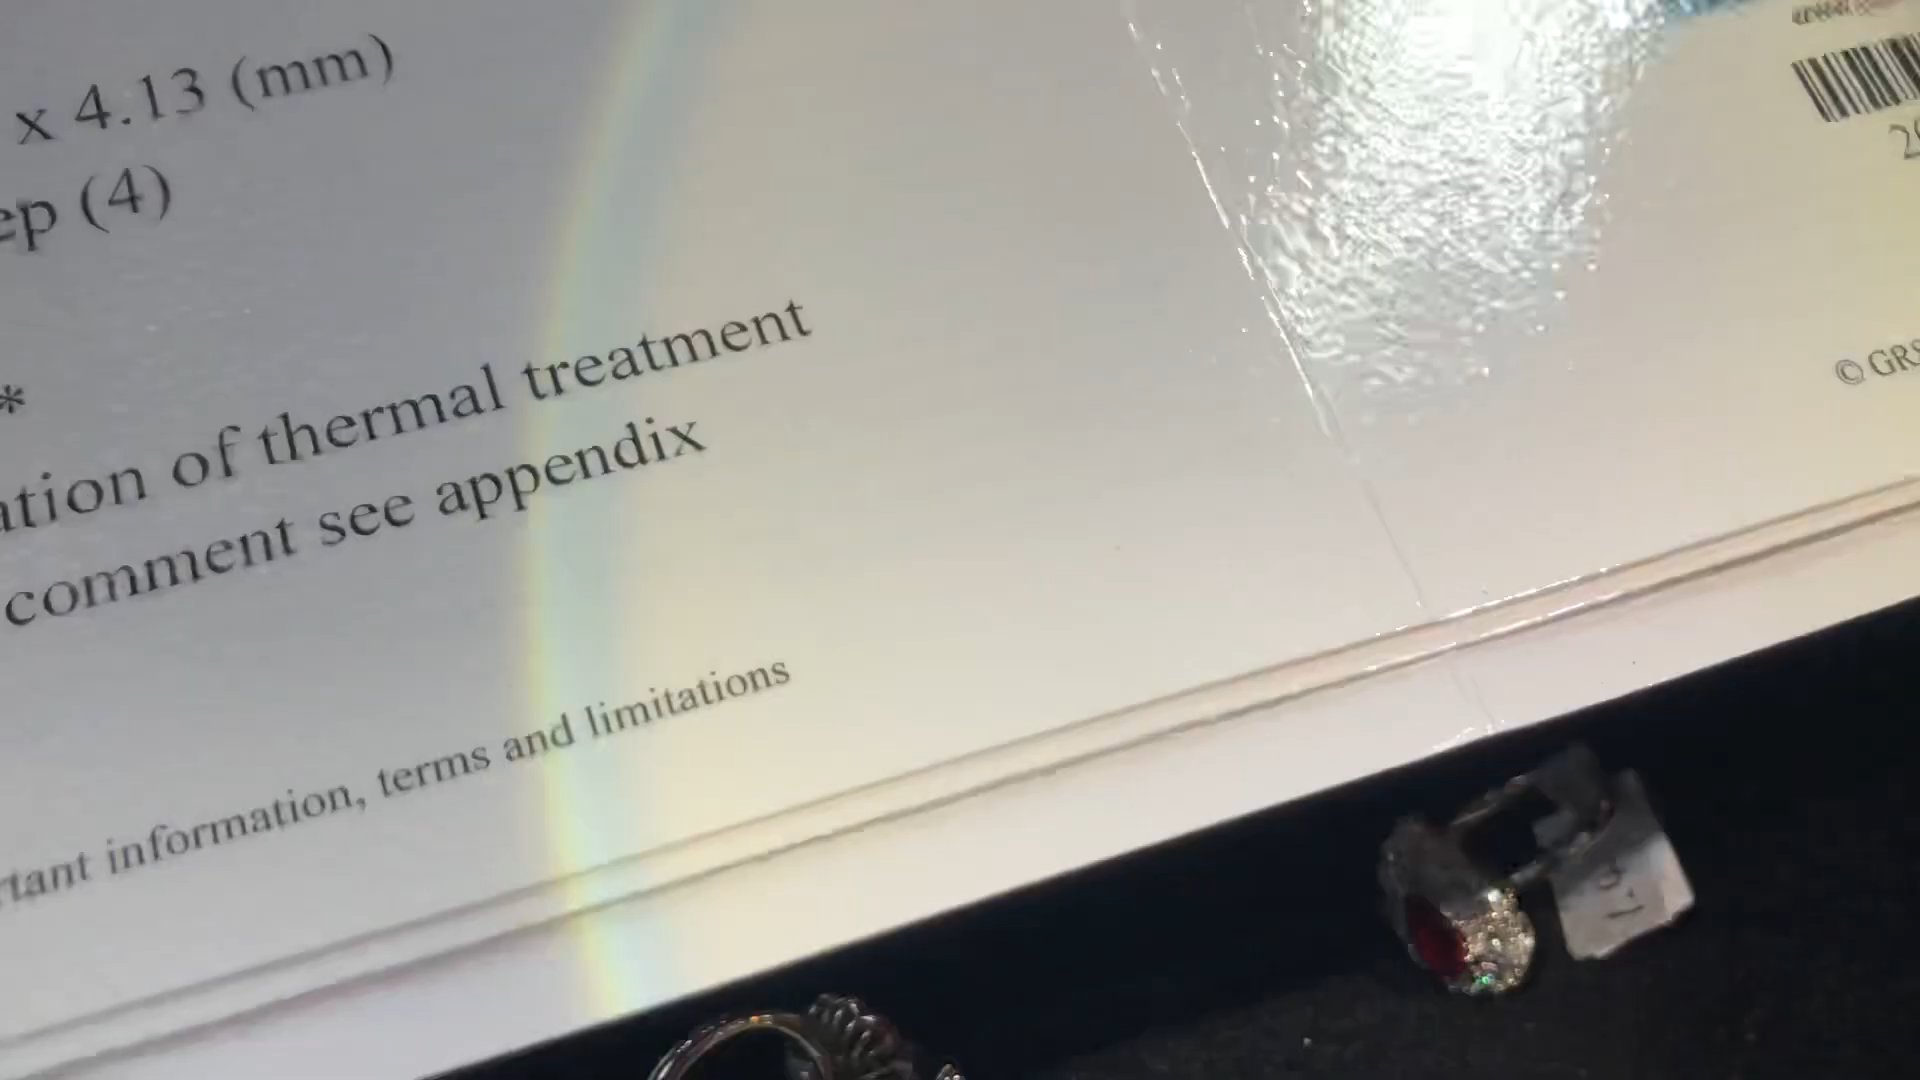 x 4.13 (mm)
ep (4)
*
ation of thermal treatment
comment see appendix
rtant information, terms and limitations
© GRS